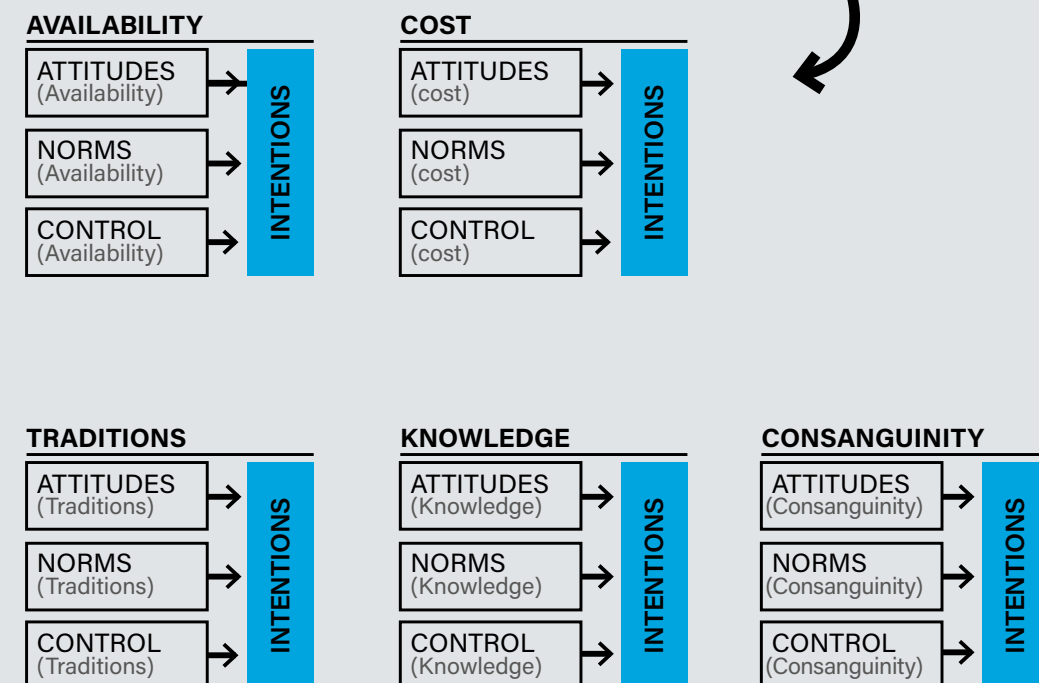 AVAILABILITY
ATTITUDES
(Availability)
NORMS
(Availability)
CONTROL
(Availability)
INTENTIONS
COST
ATTITUDES
(cost)
NORMS
(cost)
CONTROL
(cost)
INTENTIONS
TRADITIONS
ATTITUDES
(Traditions)
NORMS
(Traditions)
CONTROL
(Traditions)
INTENTIONS
KNOWLEDGE
ATTITUDES
(Knowledge)
NORMS
(Knowledge)
CONTROL
(Knowledge)
INTENTIONS
CONSANGUINITY
ATTITUDES
(Consanguinity)
NORMS
(Consanguinity)
CONTROL
(Consanguinity)
INTENTIONS